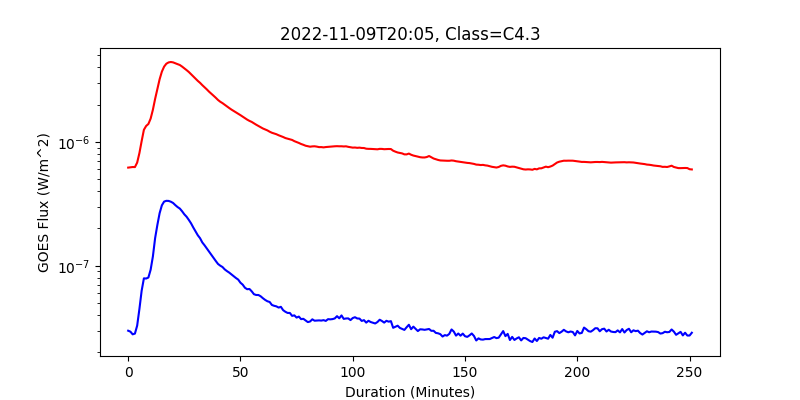 2022-11-09T20:05, Class=C4.3
GOES Flux (W/m^2)
10^-6
10^-7
0 50 100 150 200 250
Duration (Minutes)